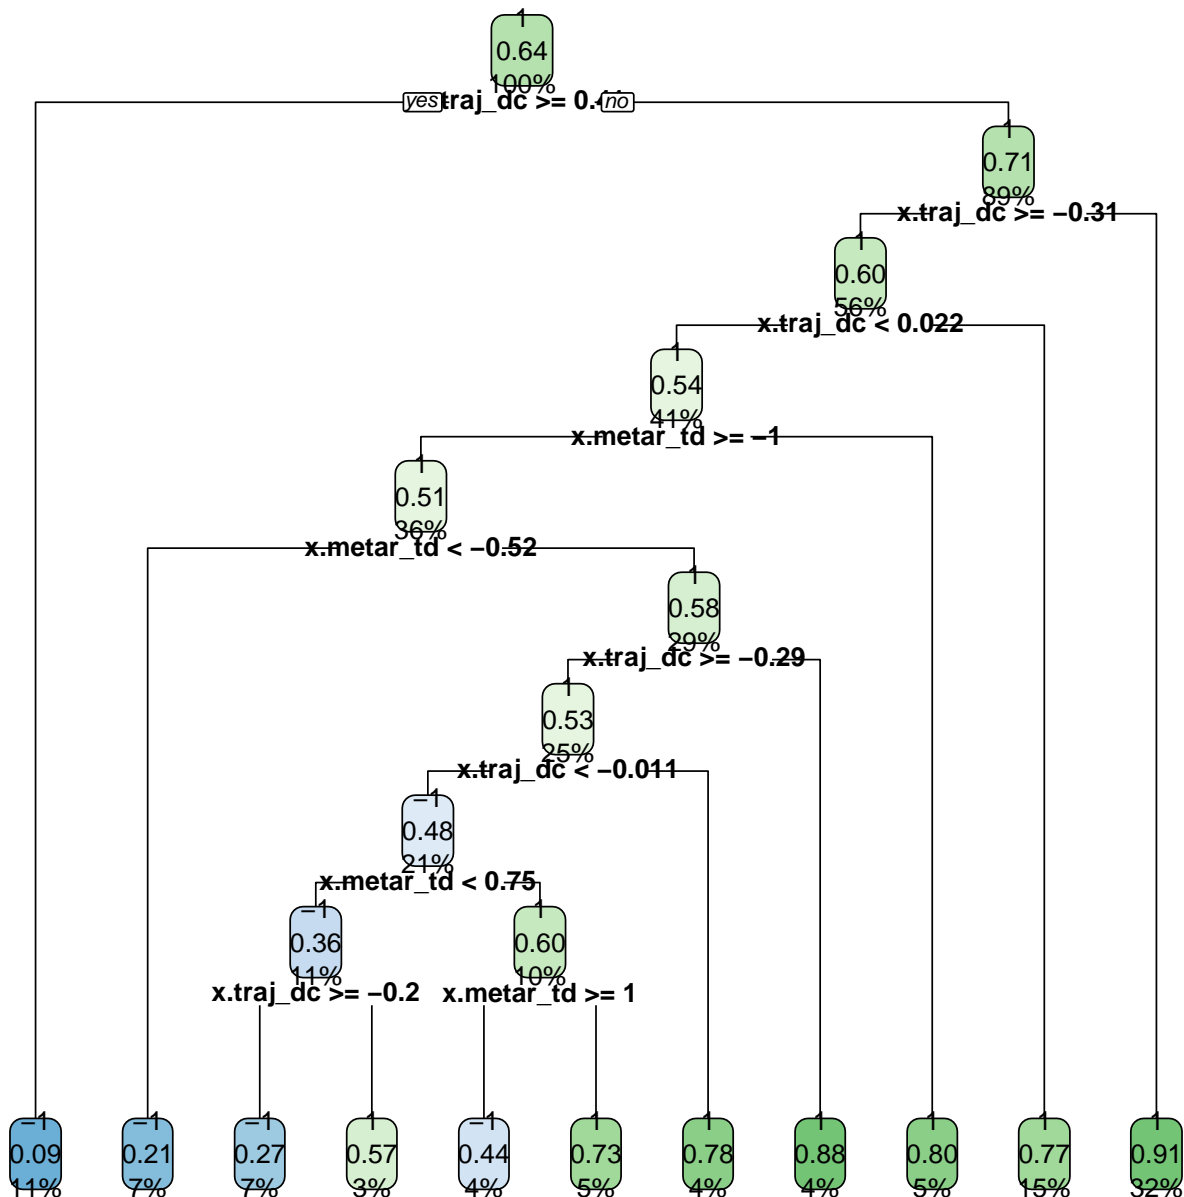 1
0.64
100%
yes traj_dc >= 0. no
1
0.71
89%
x.traj_dc >= −0.31
1
0.60
56%
x.traj_dc < 0.022
1
0.54
41%
x.metar_td >= −1
1
0.51
36%
x.metar_td < −0.52
1
0.58
29%
x.traj_dc >= −0.29
1
0.53
25%
x.traj_dc < −0.011
−1
0.48
21%
x.metar_td < 0.75
−1 1
0.36 0.60
11% 10%
x.traj_dc >= −0.2 x.metar_td >= 1
−1 −1 −1 1 −1 1 1 1 1 1 1
0.09 0.21 0.27 0.57 0.44 0.73 0.78 0.88 0.80 0.77 0.91
11% 7% 7% 3% 4% 5% 4% 4% 5% 15% 32%